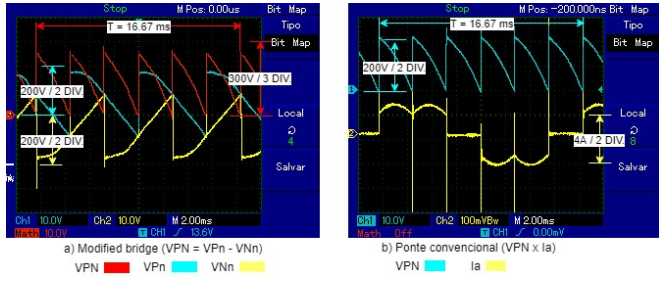 Stop M Pos: 0.00us Bit Map
T = 16.67 ms
Tipo
Bit Map
200V / 2 DIV.
300V / 3 DIV.
Local
4
200V / 2 DIV.
Salvar
Ch1 10.0V Ch2 10.0V M 2.00ms
Math 10.0V T CH1 / 13.6V
a) Modified bridge (VPN = VPn - VNn)
VPN VPn VNn
Stop M Pos: -200.000ns Bit Map
T = 16.67 ms
Tipo
Bit Map
200V / 2 DIV.
1
Local
2
8
4A / 2 DIV.
Salvar
Ch1 10.0V Ch2 100mVBw M 2.00ms
Math Off T CH1 / 0.00mV
b) Ponte convencional (VPN x Ia)
VPN Ia